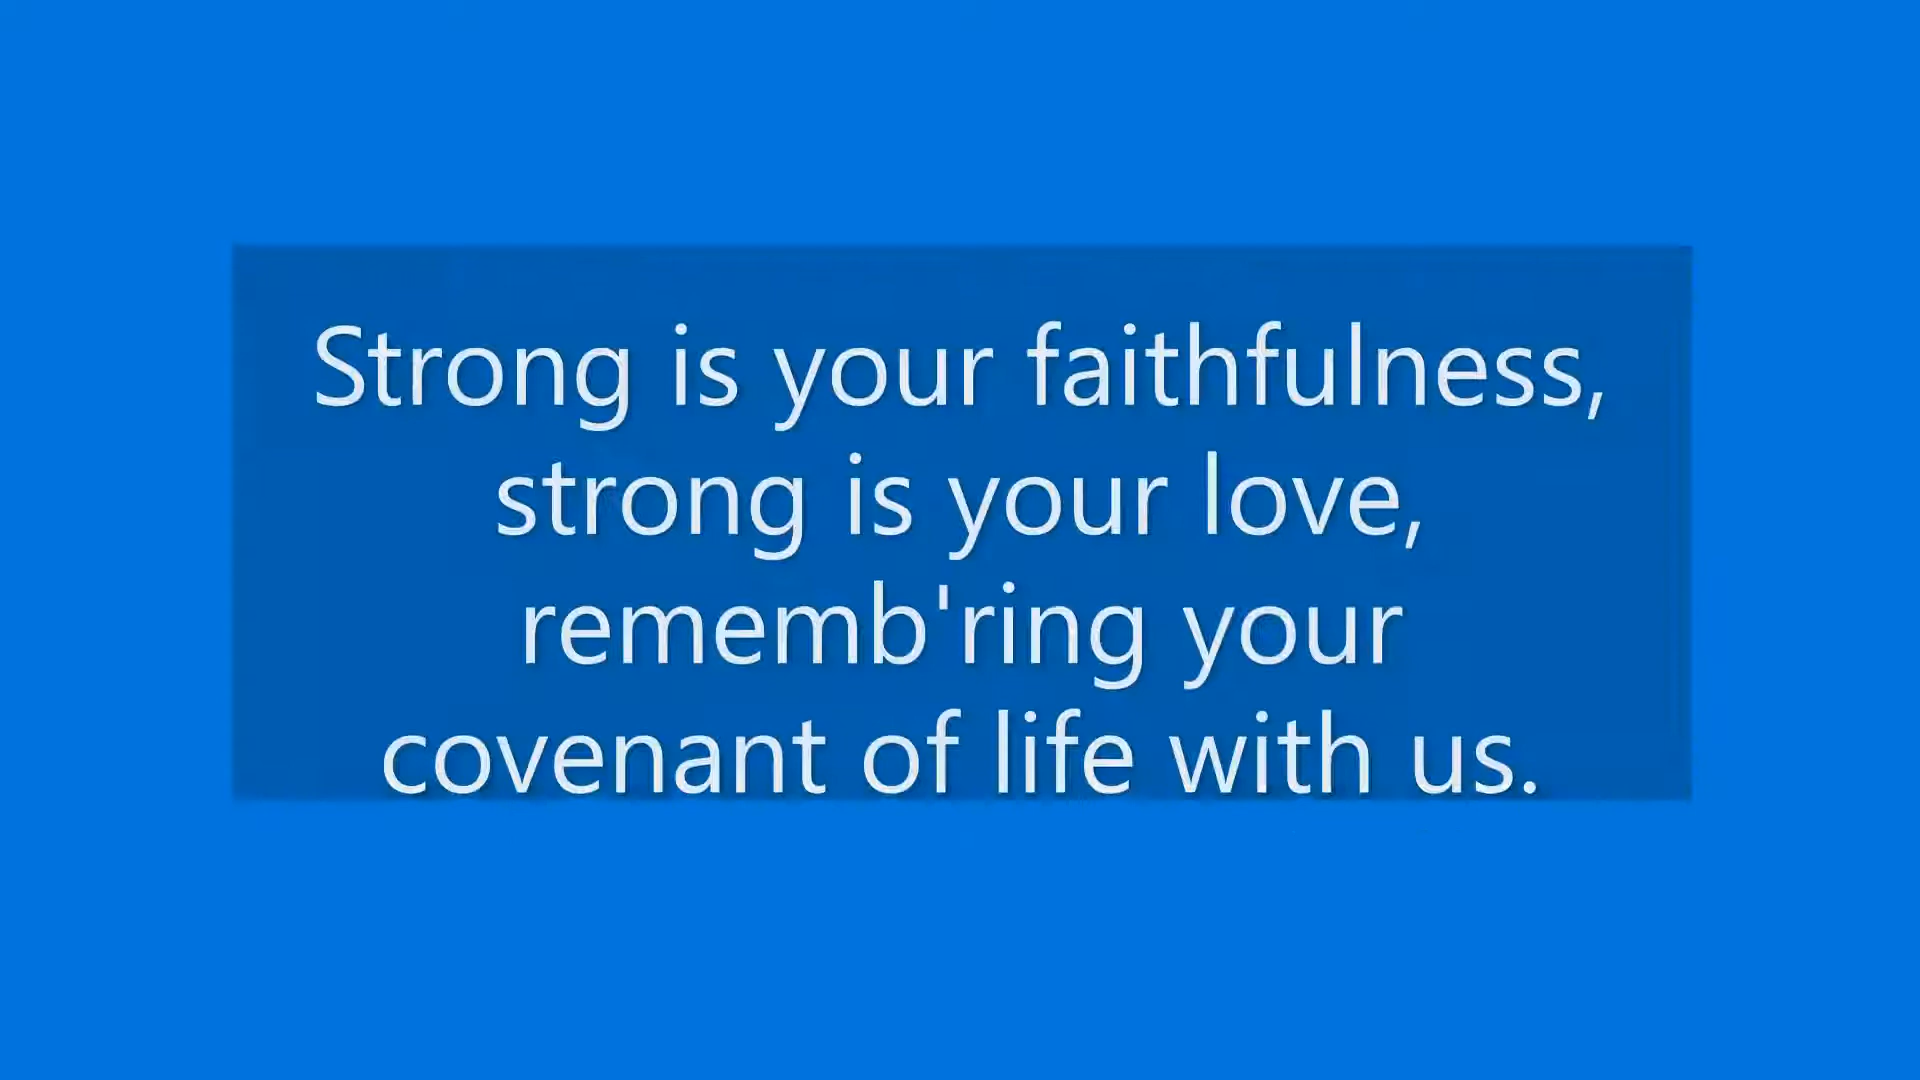 Strong is your faithfulness,
strong is your love,
rememb'ring your
covenant of life with us.